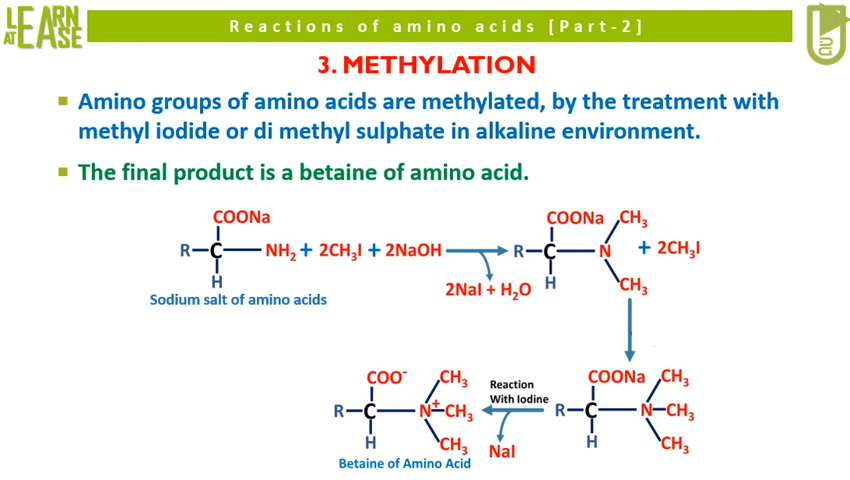 LEARN
AT EASE
Reactions of amino acids [Part-2]
3. METHYLATION
Amino groups of amino acids are methylated, by the treatment with
methyl iodide or di methyl sulphate in alkaline environment.
The final product is a betaine of amino acid.
COONa
R—C—NH₂ + 2CH₃I + 2NaOH
H
Sodium salt of amino acids
2NaI + H₂O
COONa CH₃
R—C—N + 2CH₃I
H CH₃
COONa CH₃
R—C—N—CH₃
H CH₃
Reaction
With Iodine
NaI
COO⁻ CH₃
R—C—N⁺—CH₃
H CH₃
Betaine of Amino Acid